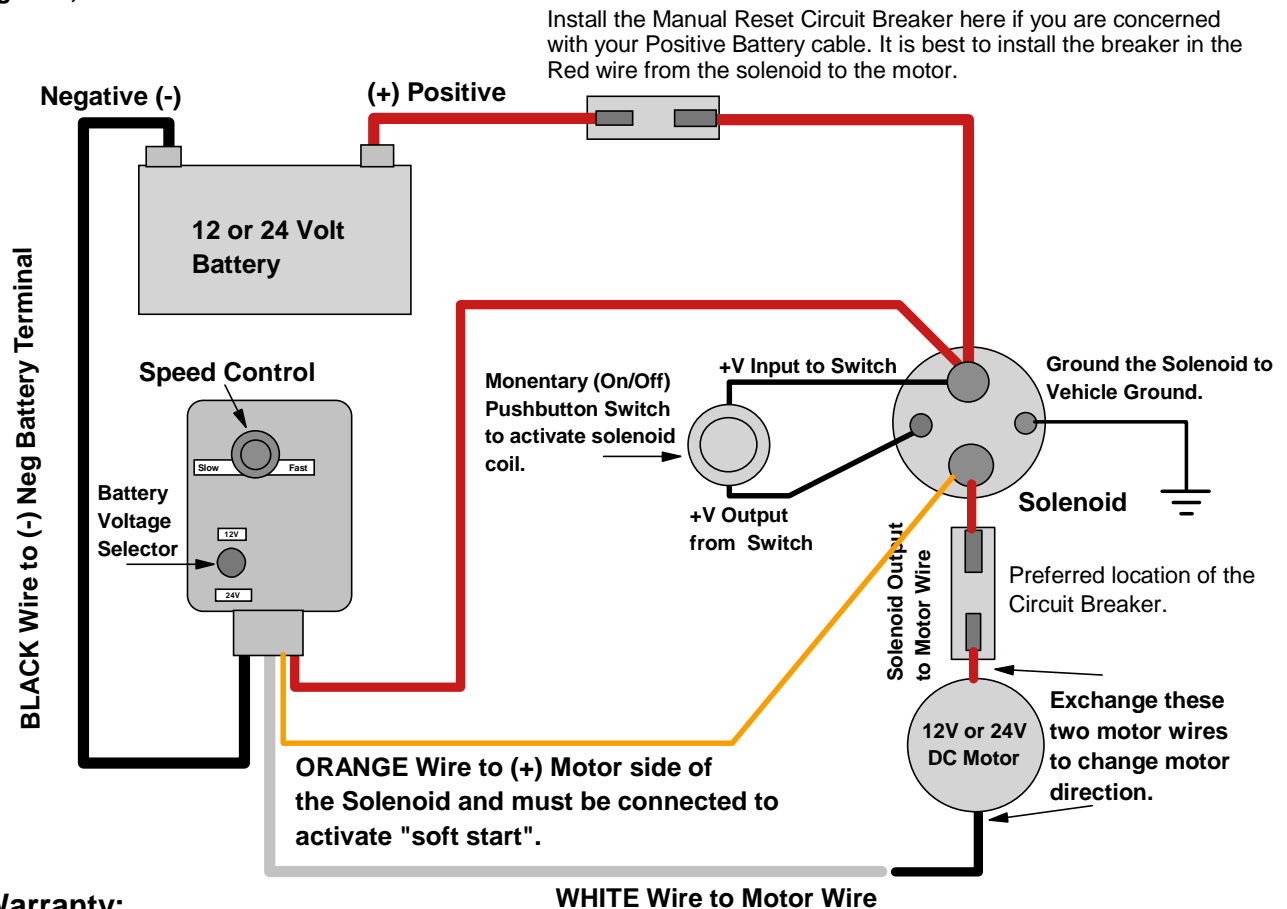 Install the Manual Reset Circuit Breaker here if you are concerned
with your Positive Battery cable. It is best to install the breaker in the
Red wire from the solenoid to the motor.
Negative (-)
(+) Positive
12 or 24 Volt
Battery
BLACK Wire to (-) Neg Battery Terminal
Speed Control
Slow
Fast
Battery
Voltage
Selector
12V
24V
Monentary (On/Off)
Pushbutton Switch
to activate solenoid
coil.
+V Input to Switch
+V Output
from Switch
Ground the Solenoid to
Vehicle Ground.
Solenoid
Solenoid Output
to Motor Wire
Preferred location of the
Circuit Breaker.
12V or 24V
DC Motor
Exchange these
two motor wires
to change motor
direction.
ORANGE Wire to (+) Motor side of
the Solenoid and must be connected to
activate "soft start".
WHITE Wire to Motor Wire